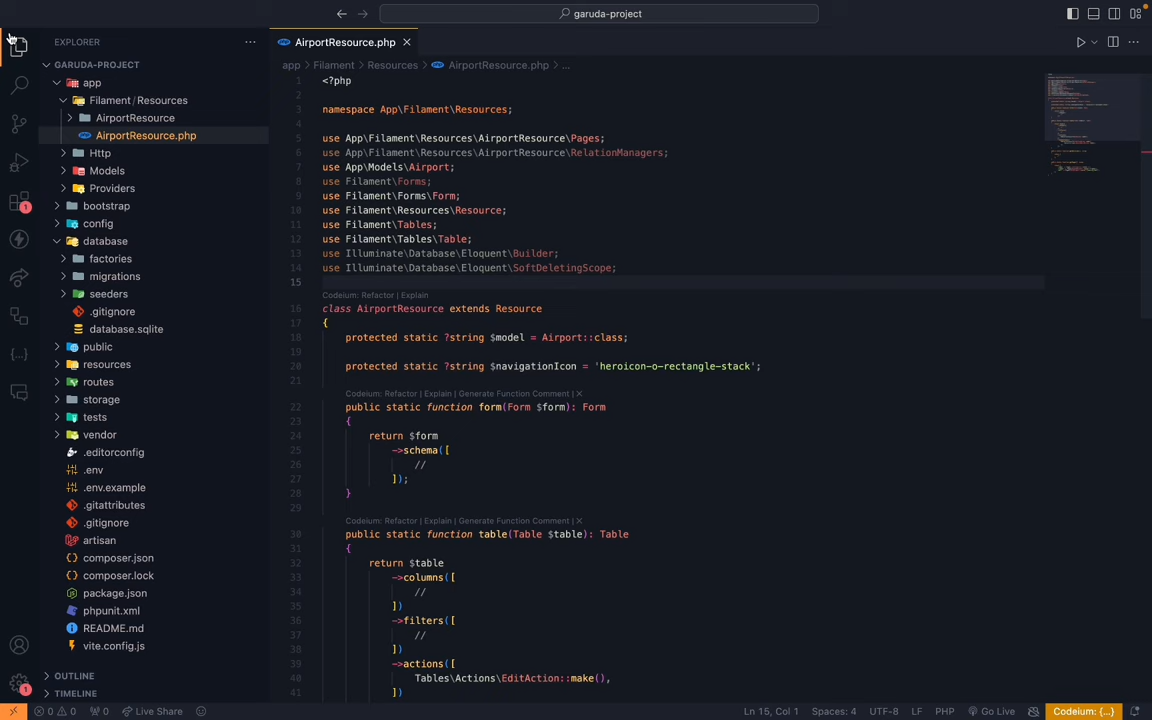 garuda-project
EXPLORER
GARUDA-PROJECT
app
Filament/Resources
AirportResource
AirportResource.php
Http
Models
Providers
bootstrap
config
database
factories
migrations
seeders
.gitignore
database.sqlite
public
resources
routes
storage
tests
vendor
.editorconfig
.env
.env.example
.gitattributes
.gitignore
artisan
composer.json
composer.lock
package.json
phpunit.xml
README.md
vite.config.js
OUTLINE
TIMELINE
1
1
AirportResource.php
app > Filament > Resources > AirportResource.php > ...
1 <?php
2
3 namespace App\Filament\Resources;
4
5 use App\Filament\Resources\AirportResource\Pages;
6 use App\Filament\Resources\AirportResource\RelationManagers;
7 use App\Models\Airport;
8 use Filament\Forms;
9 use Filament\Forms\Form;
10 use Filament\Resources\Resource;
11 use Filament\Tables;
12 use Filament\Tables\Table;
13 use Illuminate\Database\Eloquent\Builder;
14 use Illuminate\Database\Eloquent\SoftDeletingScope;
15
Codeium: Refactor | Explain
16 class AirportResource extends Resource
17 {
18 protected static ?string $model = Airport::class;
19
20 protected static ?string $navigationIcon = 'heroicon-o-rectangle-stack';
21
Codeium: Refactor | Explain | Generate Function Comment | X
22 public static function form(Form $form): Form
23 {
24 return $form
25 ->schema([
26 //
27 ]);
28 }
29
Codeium: Refactor | Explain | Generate Function Comment | X
30 public static function table(Table $table): Table
31 {
32 return $table
33 ->columns([
34 //
35 ])
36 ->filters([
37 //
38 ])
39 ->actions([
40 Tables\Actions\EditAction::make(),
41 ])
0 0 0 Live Share Ln 15, Col 1 Spaces: 4 UTF-8 LF PHP Go Live Codeium: {...}